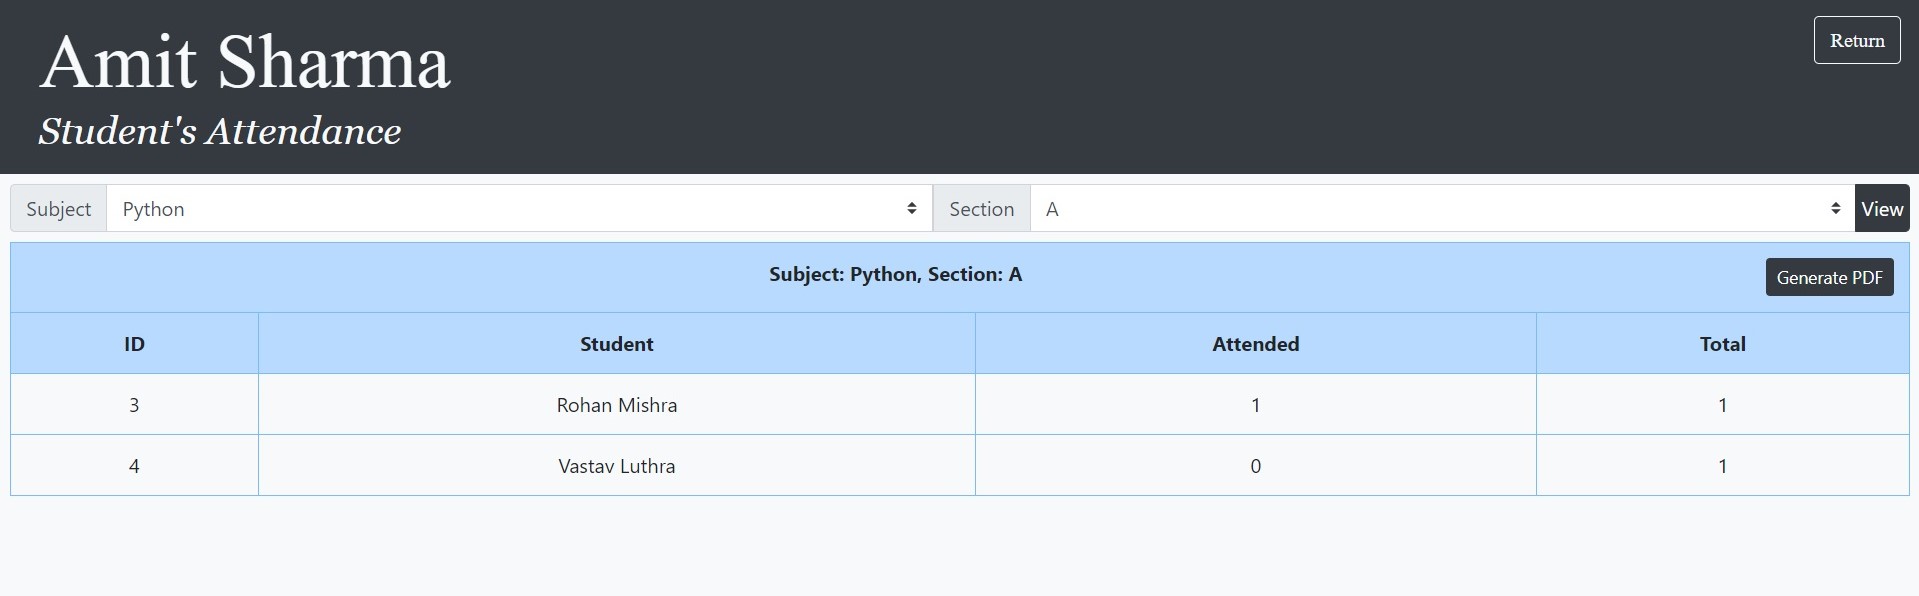 Amit Sharma
Return
Student's Attendance
Subject Python Section A View
Subject: Python, Section: A Generate PDF
ID Student Attended Total
3 Rohan Mishra 1 1
4 Vastav Luthra 0 1